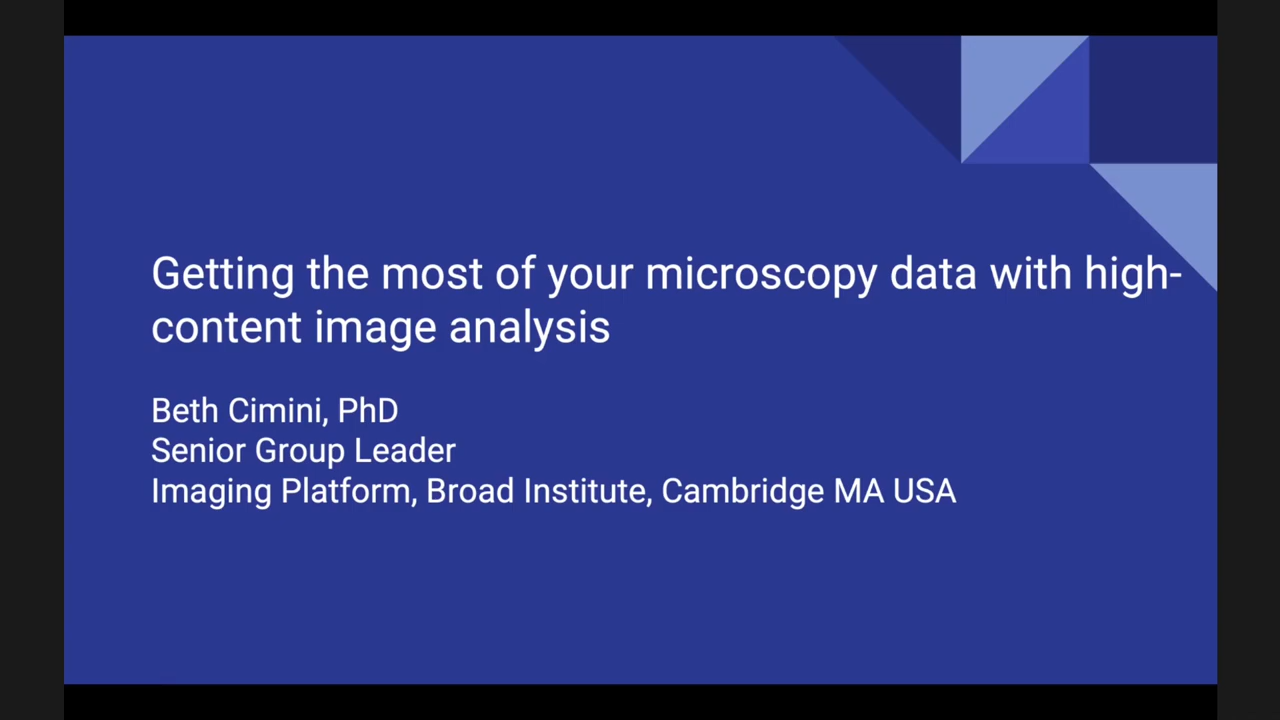 Getting the most of your microscopy data with high-
content image analysis
Beth Cimini, PhD
Senior Group Leader
Imaging Platform, Broad Institute, Cambridge MA USA